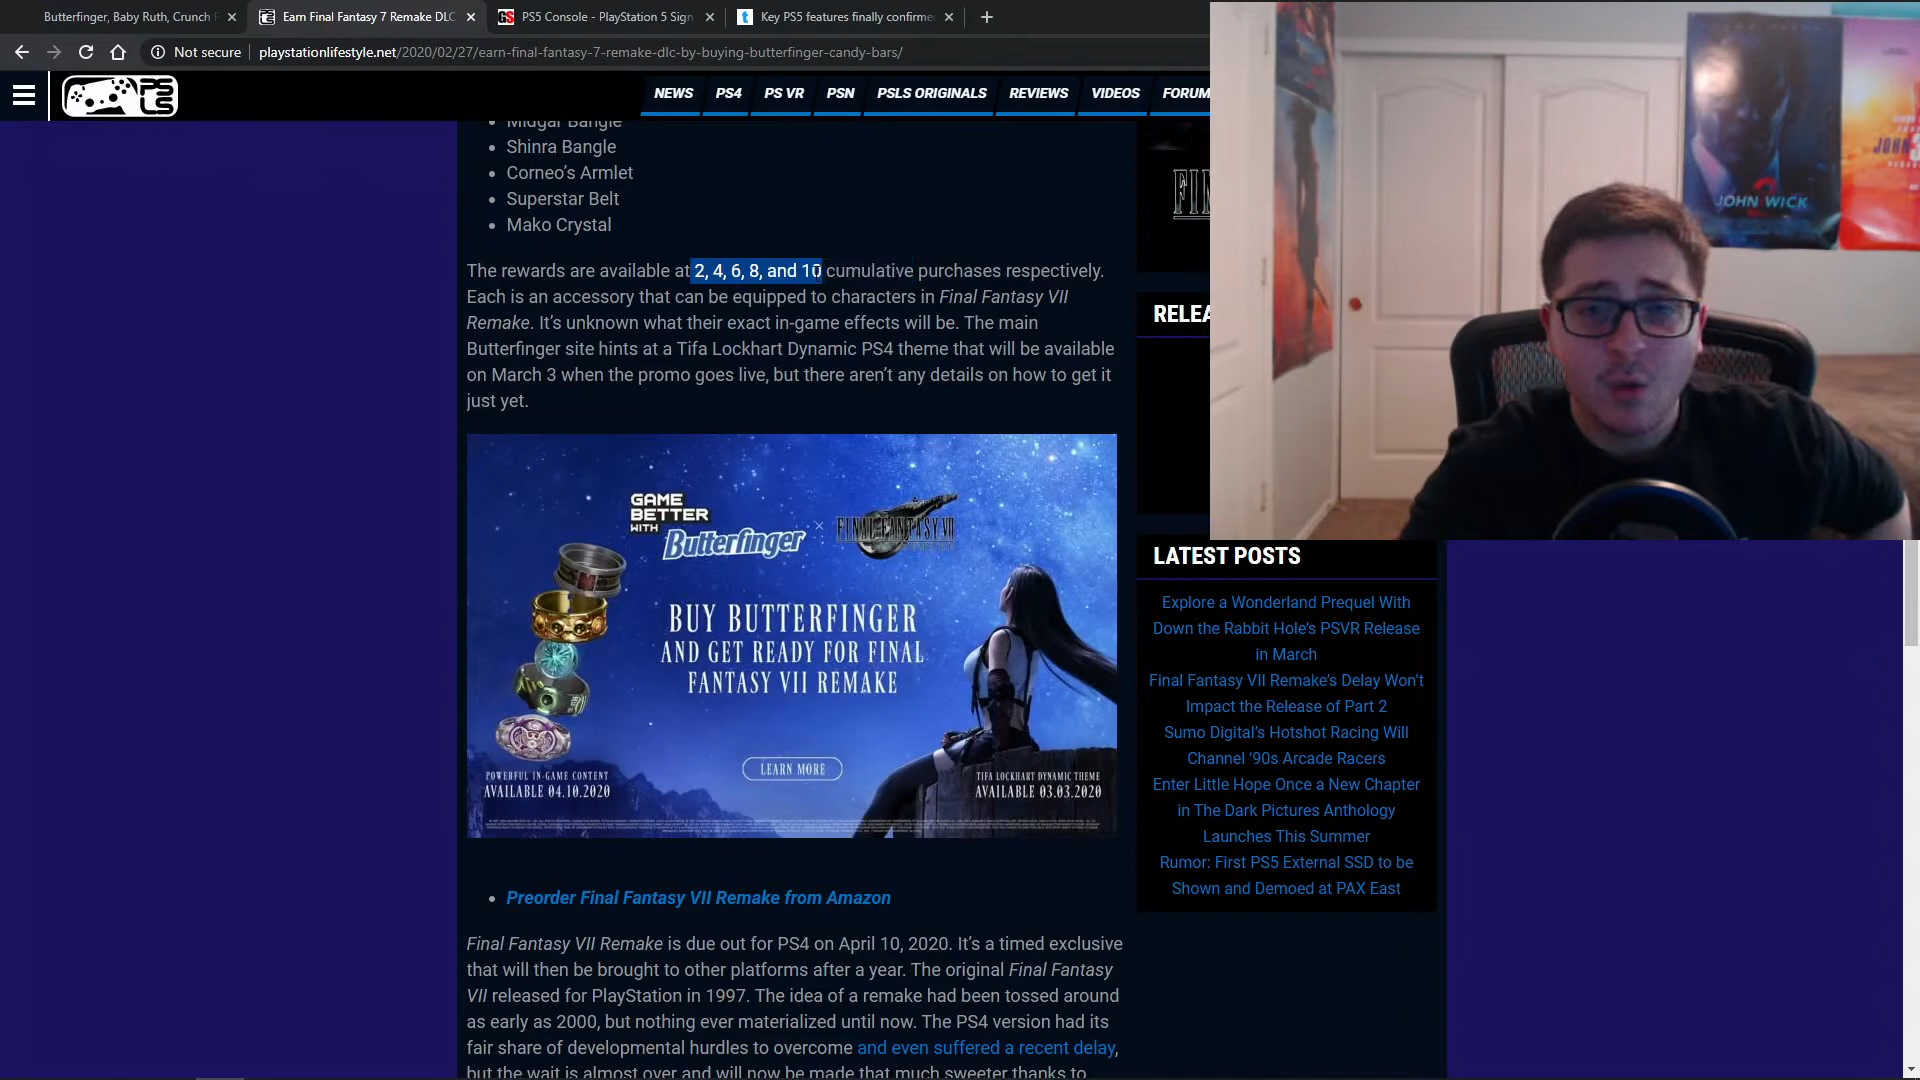 Butterfinger, Baby Ruth, Crunch F
Earn Final Fantasy 7 Remake DLC
PS5 Console - PlayStation 5 Sign
Key PS5 features finally confirme
Not secure
playstationlifestyle.net/2020/02/27/earn-final-fantasy-7-remake-dlc-by-buying-butterfinger-candy-bars/
NEWS
PS4
PS VR
PSN
PSLS ORIGINALS
REVIEWS
VIDEOS
FORUM
Midgar Bangle
Shinra Bangle
Corneo’s Armlet
Superstar Belt
Mako Crystal
The rewards are available at 2, 4, 6, 8, and 10 cumulative purchases respectively.
Each is an accessory that can be equipped to characters in Final Fantasy VII
Remake. It’s unknown what their exact in-game effects will be. The main
Butterfinger site hints at a Tifa Lockhart Dynamic PS4 theme that will be available
on March 3 when the promo goes live, but there aren’t any details on how to get it
just yet.
GAME
BETTER
WITH
Butterfinger
×
FINAL FANTASY VII
BUY BUTTERFINGER
AND GET READY FOR FINAL
FANTASY VII REMAKE
LEARN MORE
POWERFUL IN-GAME CONTENT
AVAILABLE 04.10.2020
TIFA LOCKHART DYNAMIC THEME
AVAILABLE 03.03.2020
Preorder Final Fantasy VII Remake from Amazon
Final Fantasy VII Remake is due out for PS4 on April 10, 2020. It’s a timed exclusive
that will then be brought to other platforms after a year. The original Final Fantasy
VII released for PlayStation in 1997. The idea of a remake had been tossed around
as early as 2000, but nothing ever materialized until now. The PS4 version had its
fair share of developmental hurdles to overcome and even suffered a recent delay,
but the wait is almost over and will now be made that much sweeter thanks to
FIN
RELEA
LATEST POSTS
Explore a Wonderland Prequel With
Down the Rabbit Hole’s PSVR Release
in March
Final Fantasy VII Remake’s Delay Won’t
Impact the Release of Part 2
Sumo Digital’s Hotshot Racing Will
Channel ’90s Arcade Racers
Enter Little Hope Once a New Chapter
in The Dark Pictures Anthology
Launches This Summer
Rumor: First PS5 External SSD to be
Shown and Demoed at PAX East
JOHN WICK
2
JOHN